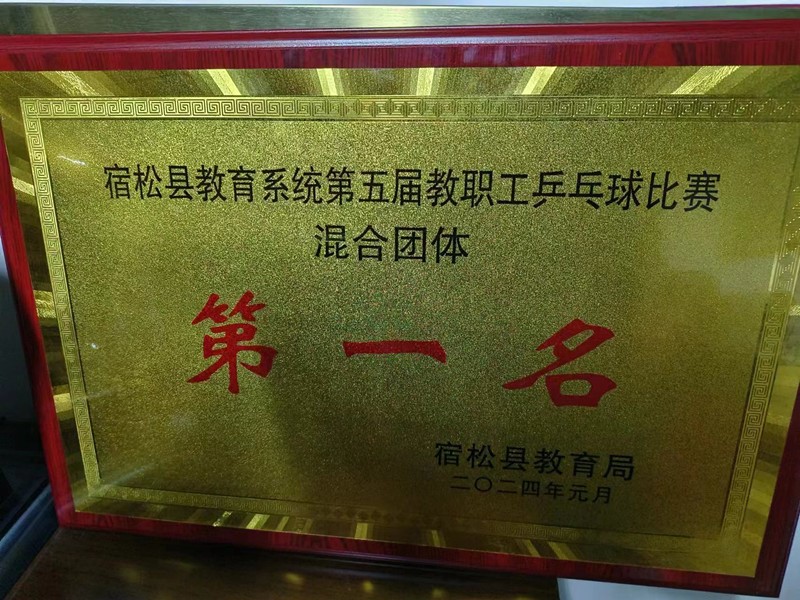 宿松县教育系统第五届教职工乒乓球比赛
混合团体
第一名
宿松县教育局
二〇二四年元月